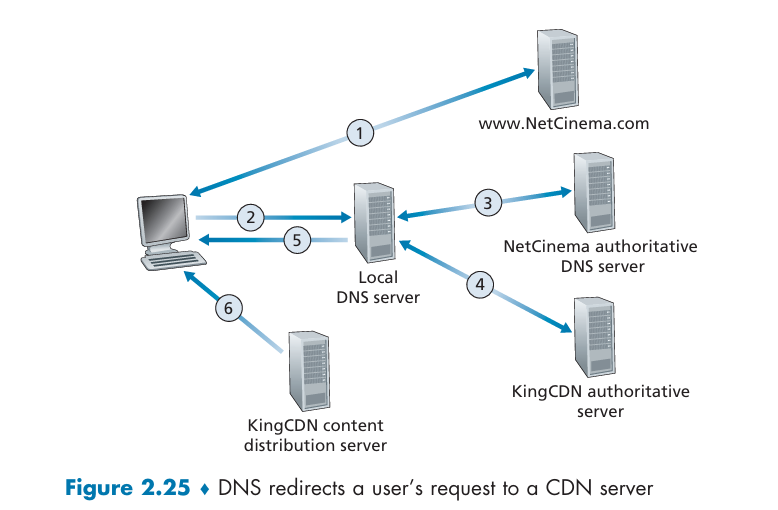 www.NetCinema.com
1
2
3
NetCinema authoritative
DNS server
5
Local
DNS server
4
6
KingCDN authoritative
server
KingCDN content
distribution server
Figure 2.25 ♦ DNS redirects a user’s request to a CDN server